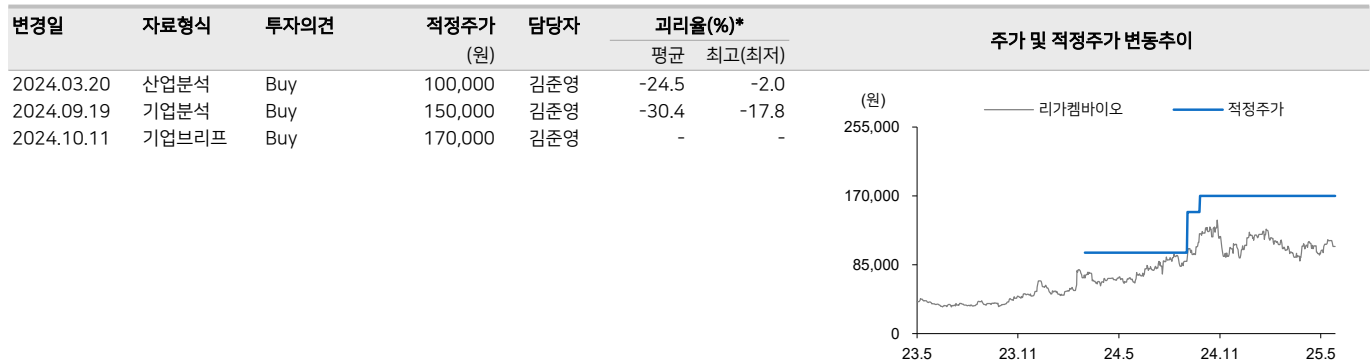 변경일 자료형식 투자의견 적정주가 담당자 괴리율(%)* 주가 및 적정주가 변동추이
(원) 평균 최고(최저)
2024.03.20 산업분석 Buy 100,000 김준영 -24.5 -2.0
2024.09.19 기업분석 Buy 150,000 김준영 -30.4 -17.8
2024.10.11 기업브리프 Buy 170,000 김준영 - -
(원) 리가켐바이오 적정주가
255,000
170,000
85,000
0
23.5 23.11 24.5 24.11 25.5